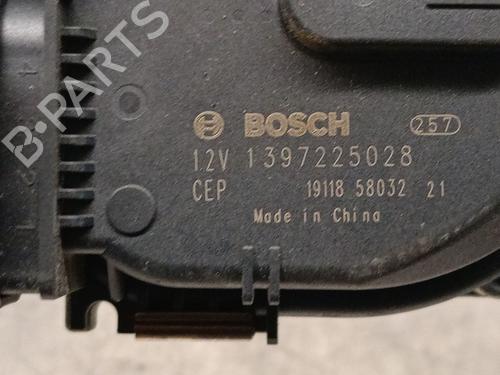 B-PARTS
BOSCH 257
12V 1397225028
CEP 19118 58032 21
Made in China